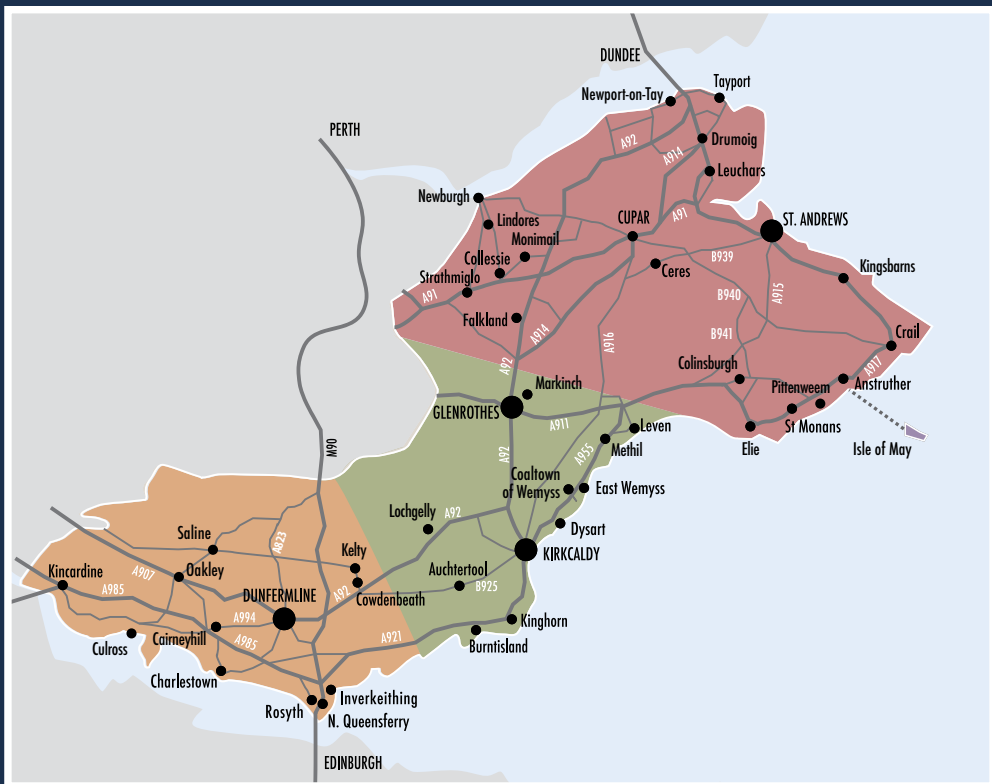 DUNDEE
Tayport
Newport-on-Tay
PERTH
A92
Drumoig
A914
Leuchars
Newburgh
Lindores
CUPAR
A91
ST. ANDREWS
Monimail
Collessie
B939
Strathmiglo
Ceres
Kingsbarns
A91
B940
A915
Falkland
A914
A916
B941
Crail
A92
Colinsburgh
A917
Markinch
Pittenweem
Anstruther
GLENROTHES
A911
Leven
St Monans
M90
A92
A955
Methil
Elie
Isle of May
Coaltown
of Wemyss
East Wemyss
Lochgelly
A92
Dysart
Saline
A823
Kelty
KIRKCALDY
Kincardine
A907
Oakley
Auchtertool
B925
A985
DUNFERMLINE
A92
Cowdenbeath
A994
Kinghorn
Culross
Cairneyhill
A985
A921
Burntisland
Charlestown
Inverkeithing
Rosyth
N. Queensferry
EDINBURGH